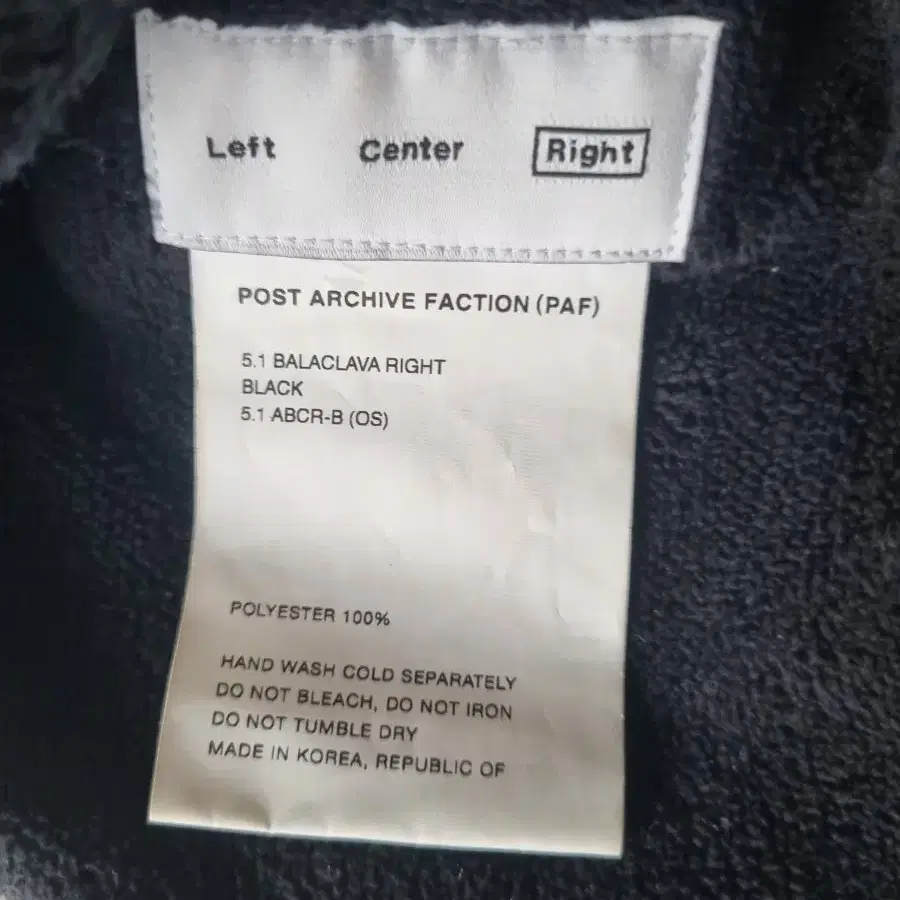 Left Center Right
POST ARCHIVE FACTION (PAF)
5.1 BALACLAVA RIGHT
BLACK
5.1 ABCR-B (OS)
POLYESTER 100%
HAND WASH COLD SEPARATELY
DO NOT BLEACH, DO NOT IRON
DO NOT TUMBLE DRY
MADE IN KOREA, REPUBLIC OF